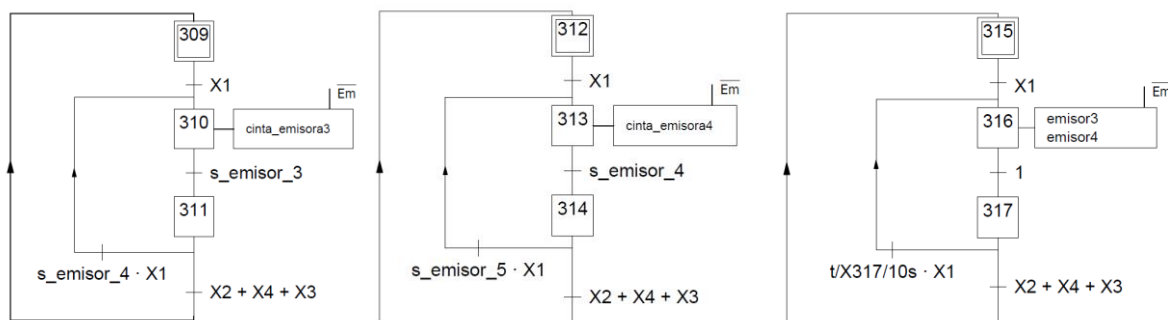 309
X1
Em
310
cinta_emisora3
s_emisor_3
311
s_emisor_4 · X1
X2 + X4 + X3
312
X1
Em
313
cinta_emisora4
s_emisor_4
314
s_emisor_5 · X1
X2 + X4 + X3
315
X1
Em
316
emisor3
emisor4
1
317
t/X317/10s · X1
X2 + X4 + X3